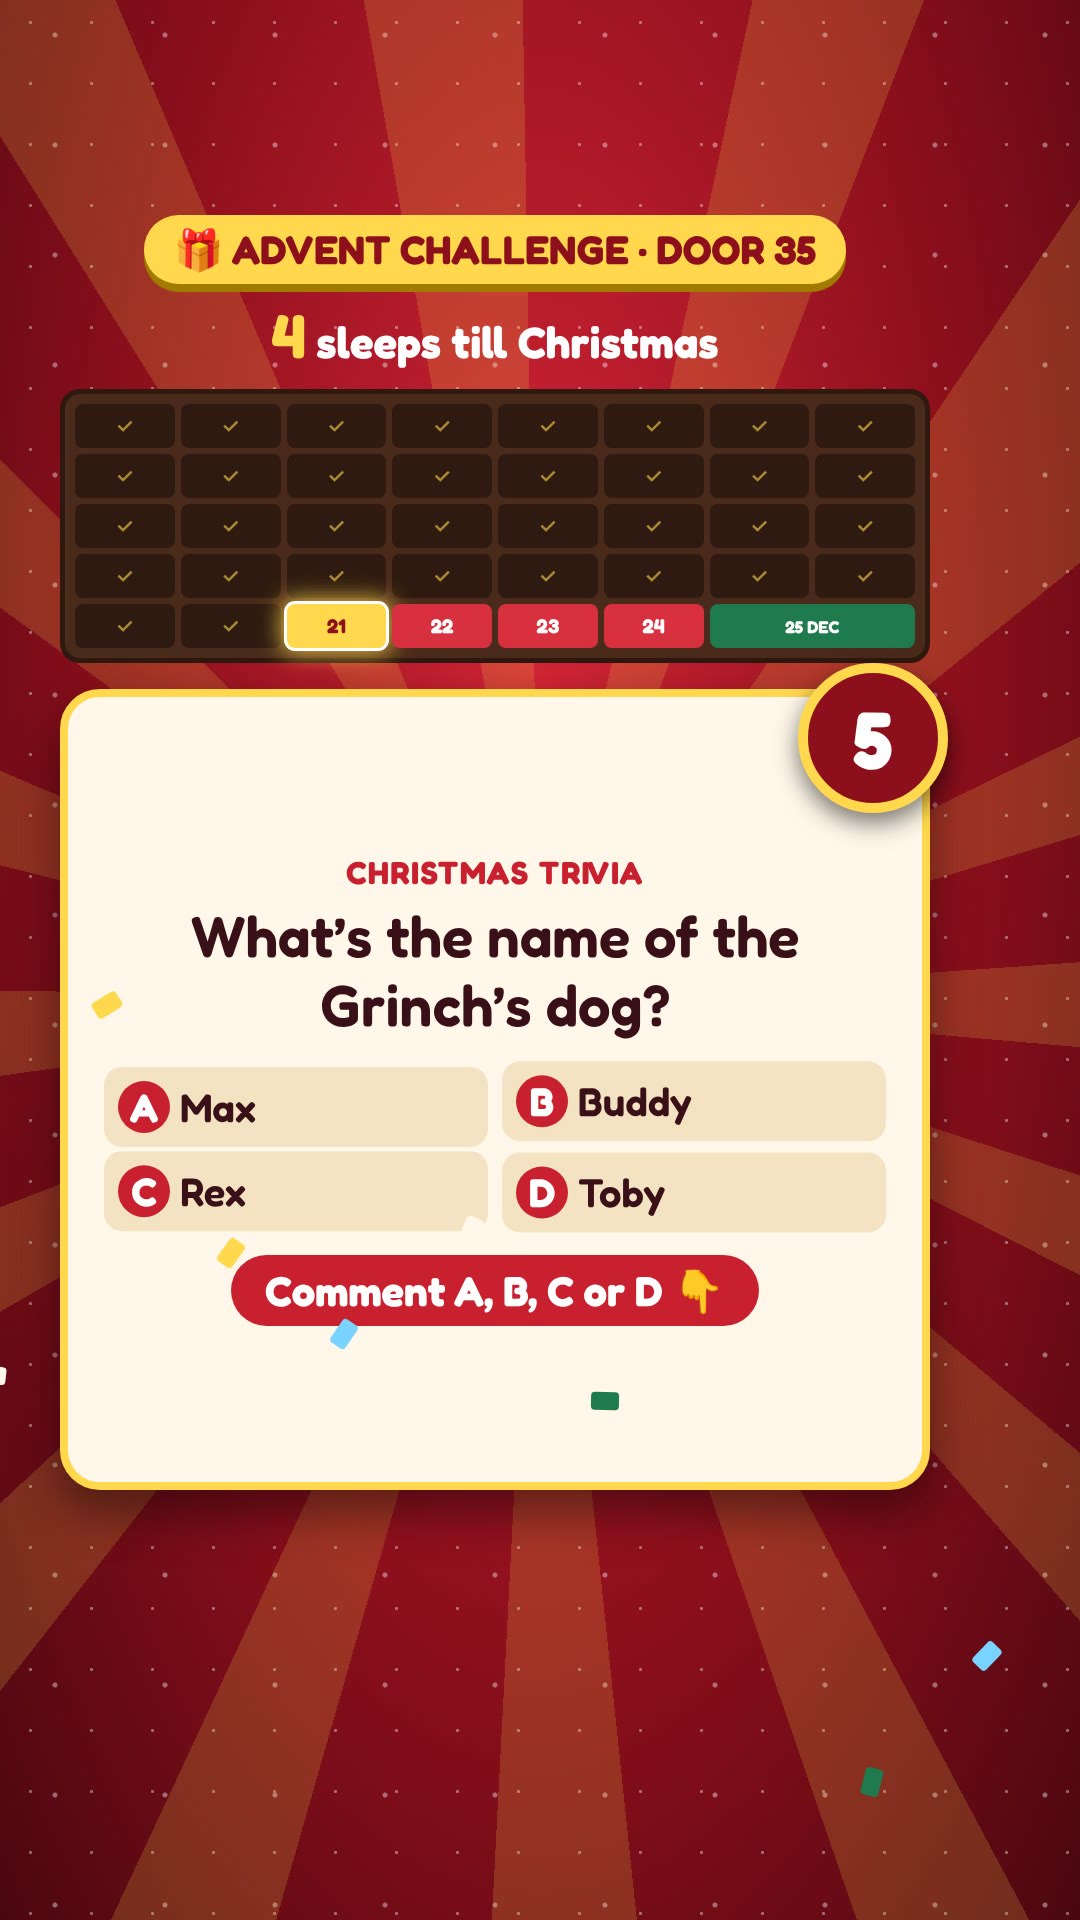 🎁 ADVENT CHALLENGE · DOOR 35
4 sleeps till Christmas
21 22 23 24 25 DEC
5
CHRISTMAS TRIVIA
What’s the name of the
Grinch’s dog?
A Max
B Buddy
C Rex
D Toby
Comment A, B, C or D 👇